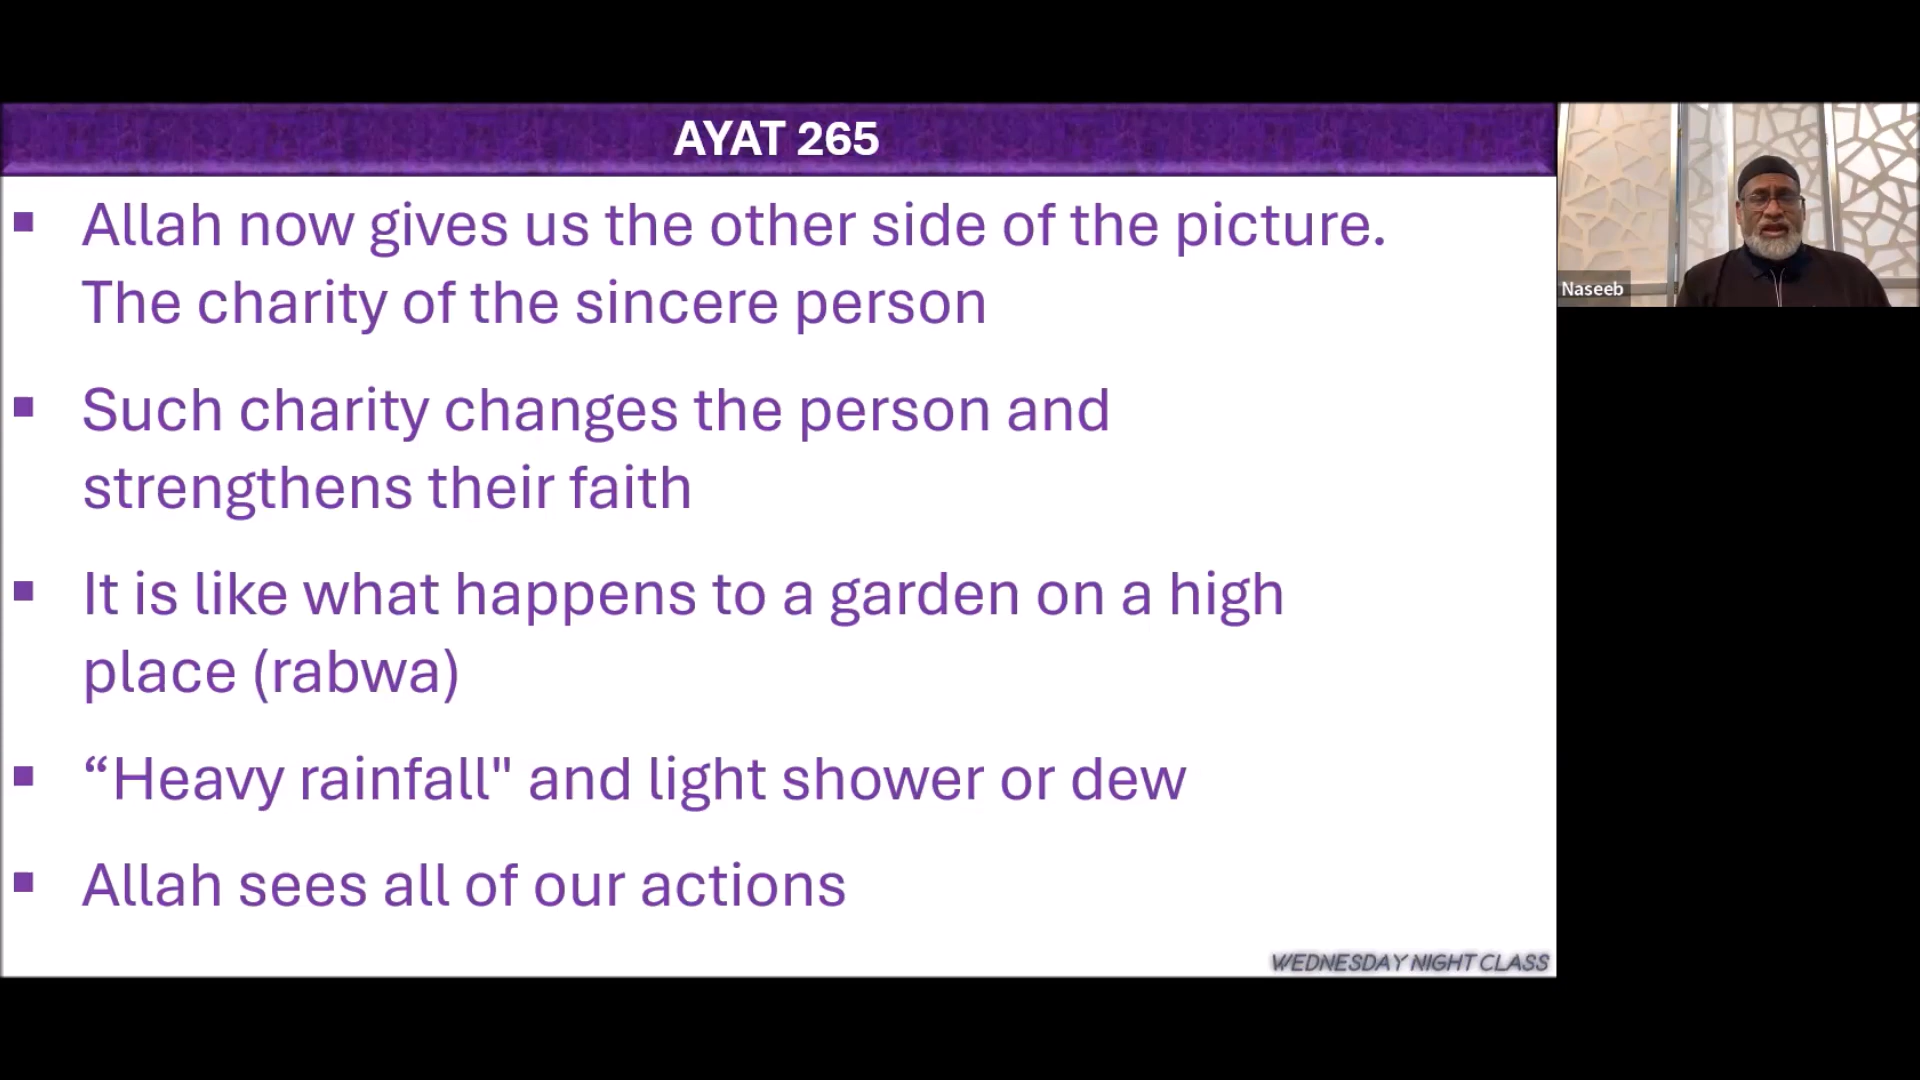 AYAT 265
▪ Allah now gives us the other side of the picture.
The charity of the sincere person
▪ Such charity changes the person and
strengthens their faith
▪ It is like what happens to a garden on a high
place (rabwa)
▪ “Heavy rainfall" and light shower or dew
▪ Allah sees all of our actions
WEDNESDAY NIGHT CLASS
Naseeb